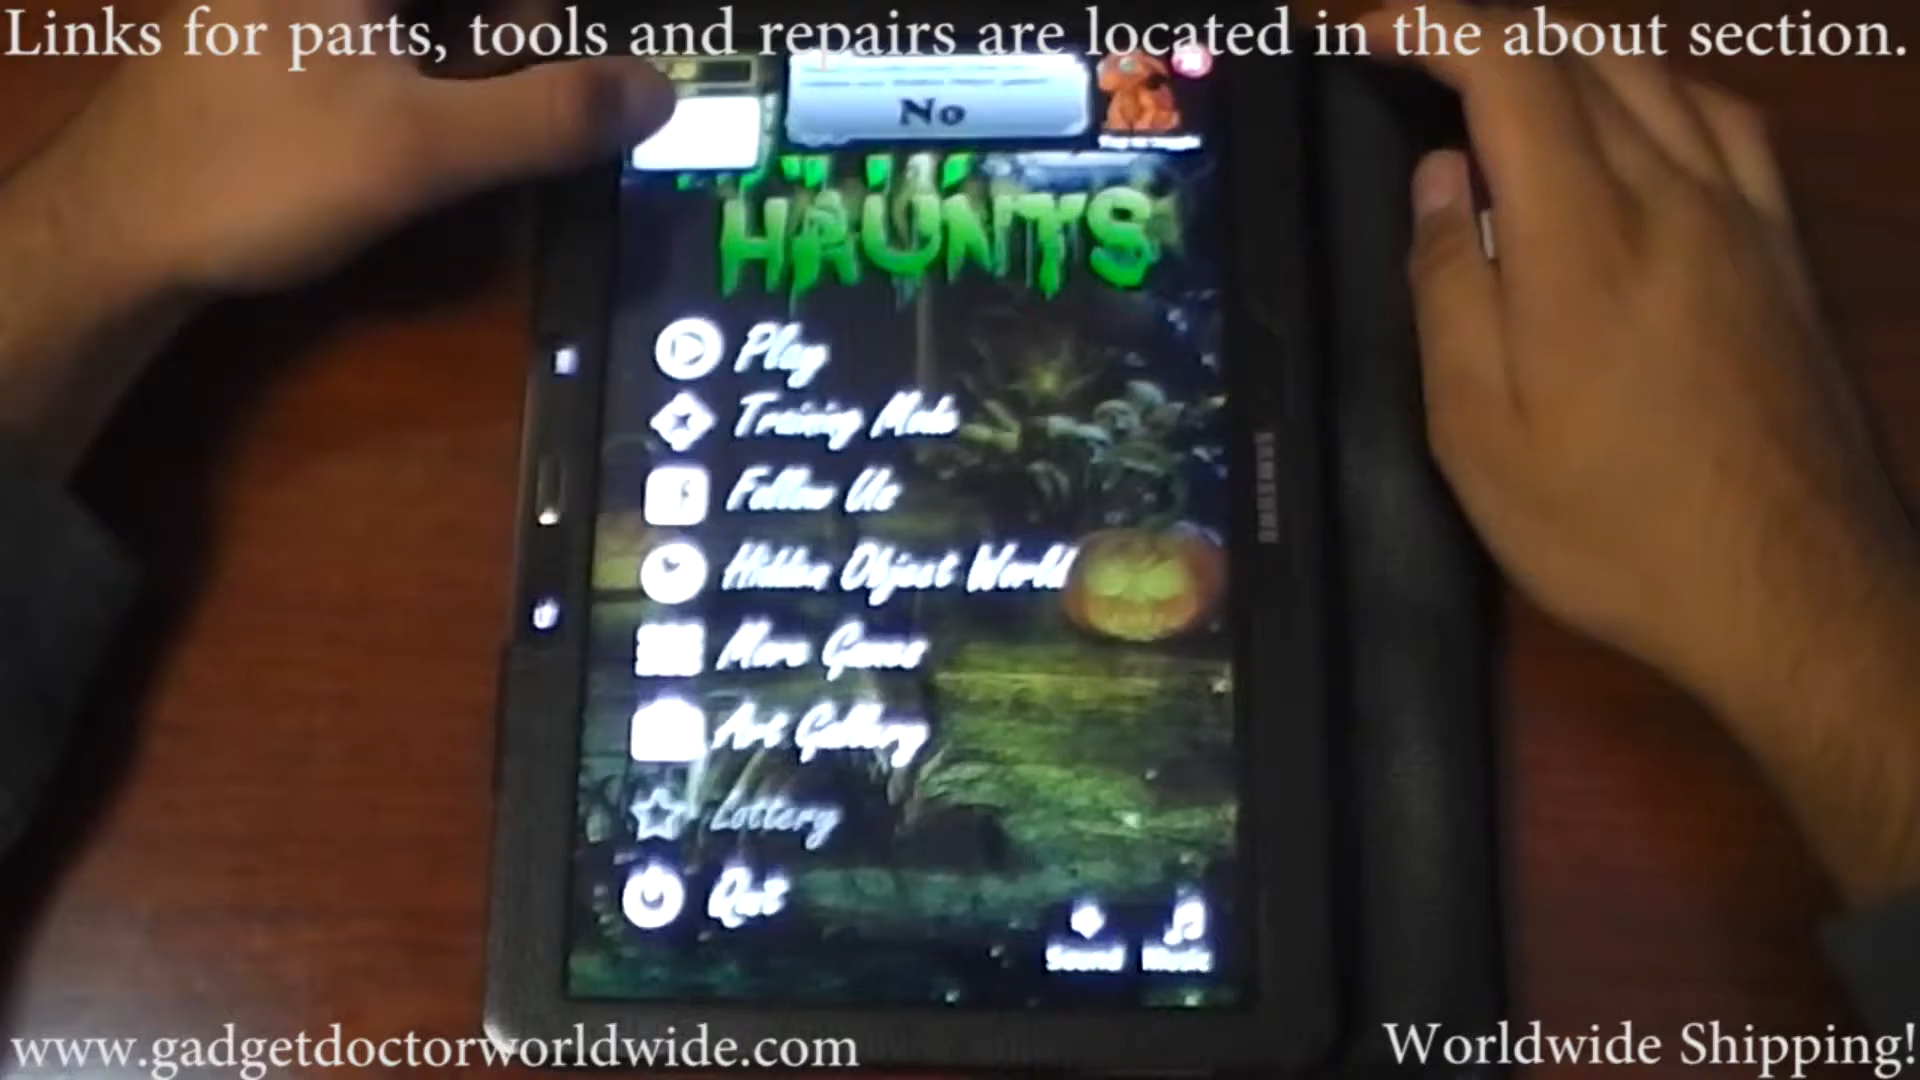 Links for parts, tools and repairs are located in the about section.
No
HAUNTS
Play
Training Mode
Follow Us
Hidden Object World
SAMSUNG
More Games
Art Gallery
Lottery
Quit
Sound
Music
www.gadgetdoctorworldwide.com
Worldwide Shipping!